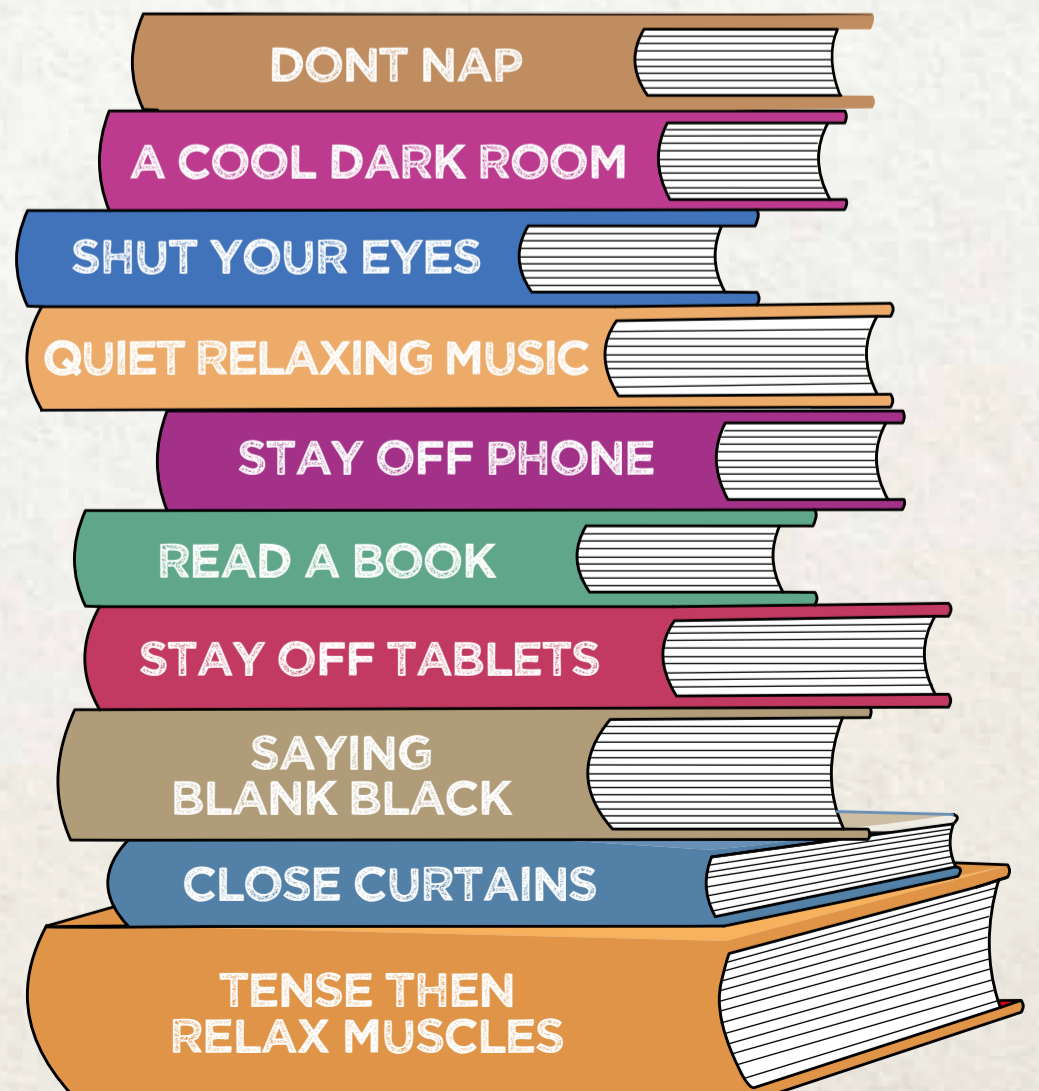 DONT NAP
A COOL DARK ROOM
SHUT YOUR EYES
QUIET RELAXING MUSIC
STAY OFF PHONE
READ A BOOK
STAY OFF TABLETS
SAYING
BLANK BLACK
CLOSE CURTAINS
TENSE THEN
RELAX MUSCLES